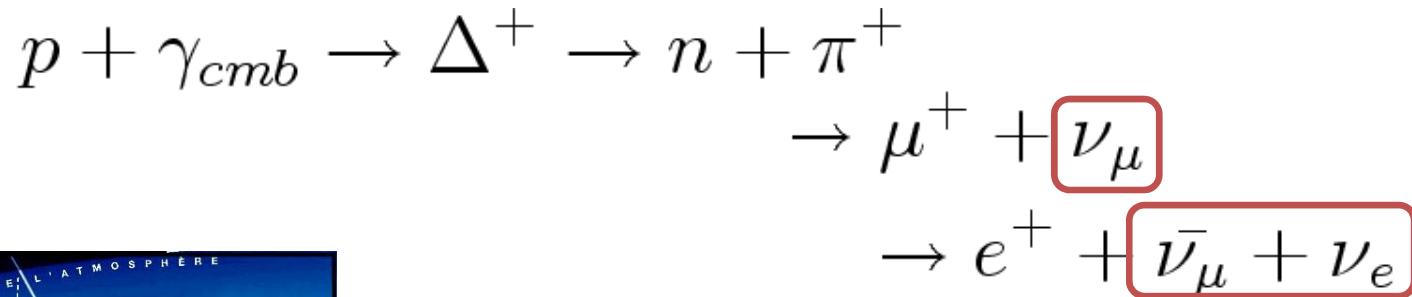 p + γ_cmb → Δ⁺ → n + π⁺
→ μ⁺ + ν_μ
→ e⁺ + ν̄_μ + ν_e
E L'ATMOSPHÈRE